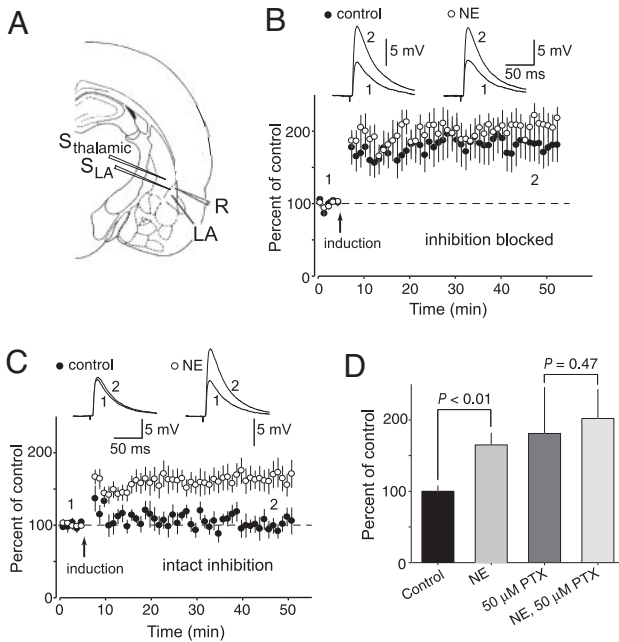 A
S thalamic
S LA
R
LA
B
● control ○ NE
2
1
5 mV
2
1
5 mV
50 ms
Percent of control
200
100
0
1
2
induction
inhibition blocked
0 10 20 30 40 50
Time (min)
C
● control ○ NE
2
1
5 mV
50 ms
2
1
5 mV
Percent of control
200
100
0
1
2
induction
intact inhibition
0 10 20 30 40 50
Time (min)
D
P = 0.47
P < 0.01
Percent of control
200
100
0
Control
NE
50 μM PTX
NE, 50 μM PTX